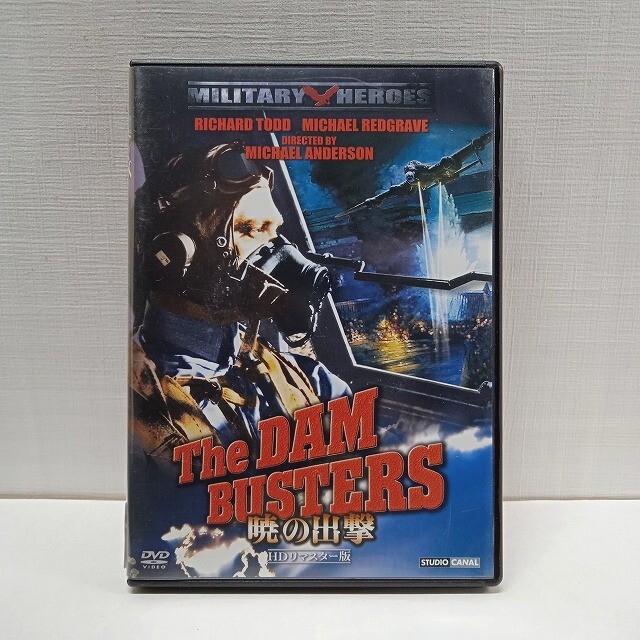 MILITARY HEROES
RICHARD TODD MICHAEL REDGRAVE
DIRECTED BY
MICHAEL ANDERSON
The DAM
BUSTERS
暁の出撃
HDリマスター版
DVD
VIDEO
STUDIO CANAL